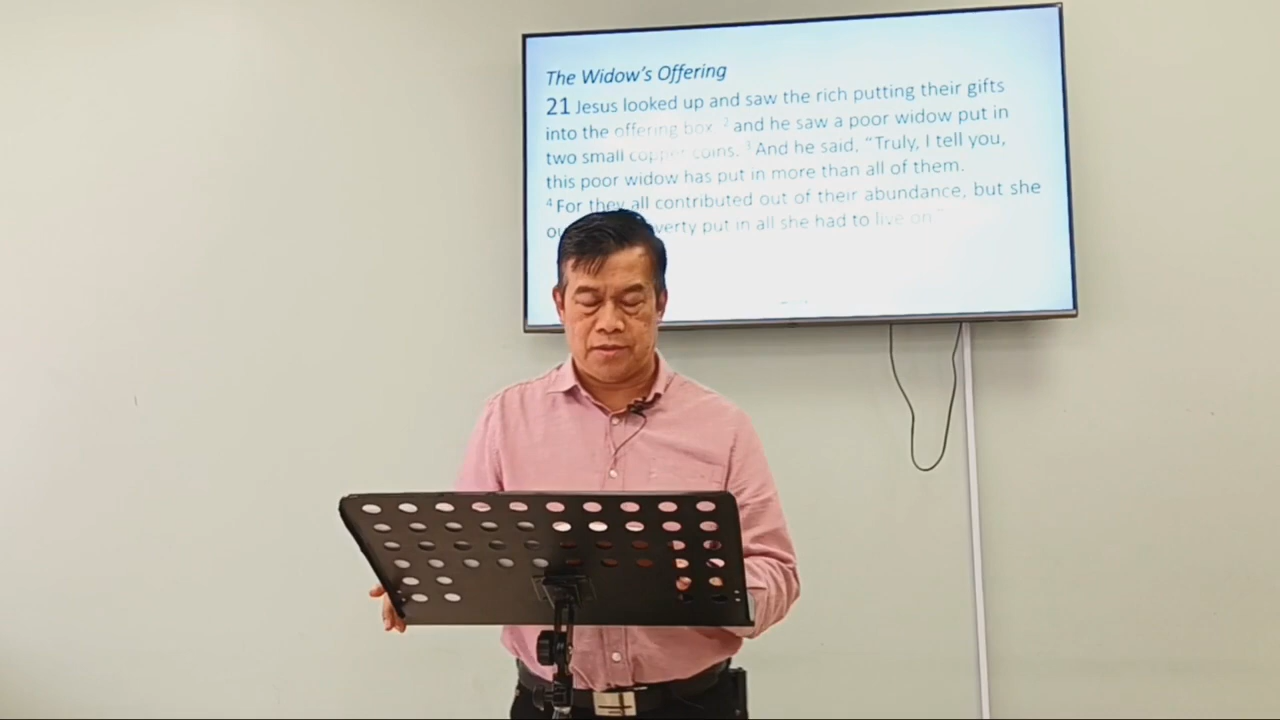 The Widow's Offering
21 Jesus looked up and saw the rich putting their gifts
into the offering box 2 and he saw a poor widow put in
two small copper coins. 3 And he said, "Truly, I tell you,
this poor widow has put in more than all of them.
4 For they all contributed out of their abundance, but she
put in all she had to live on."